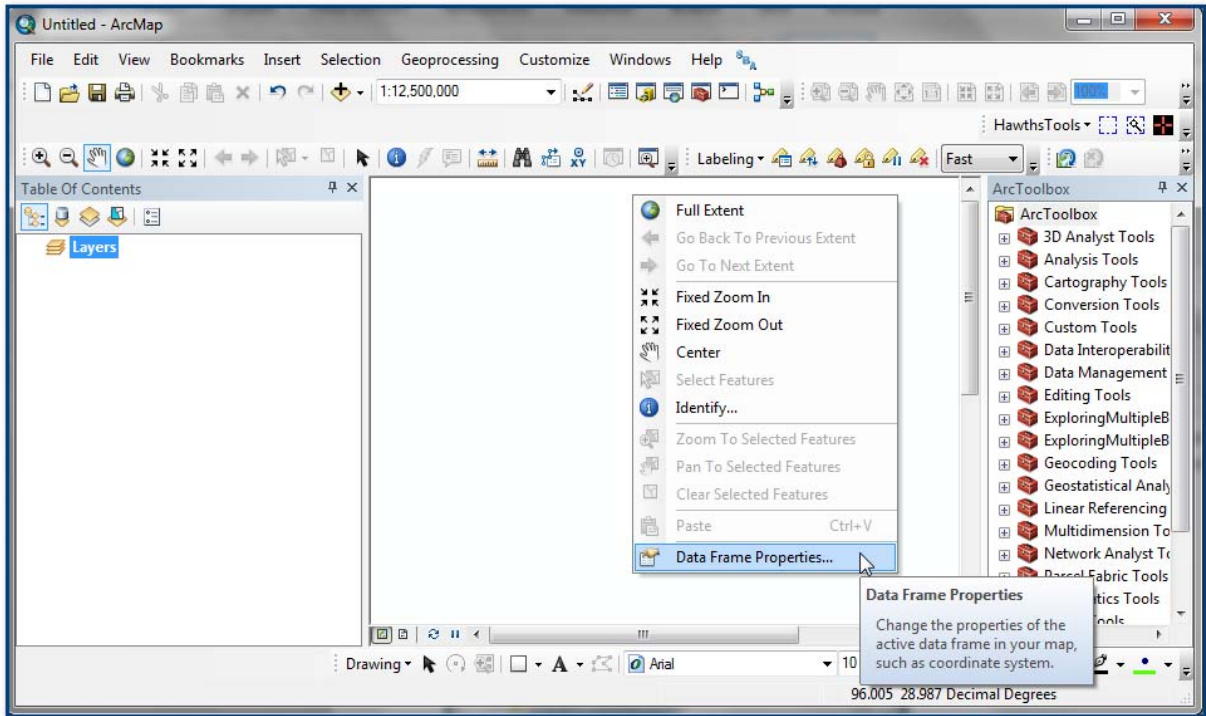 Untitled - ArcMap
File Edit View Bookmarks Insert Selection Geoprocessing Customize Windows Help SBA
1:12,500,000 100%
HawthsTools
Labeling Fast
Table Of Contents
Layers
Full Extent
Go Back To Previous Extent
Go To Next Extent
Fixed Zoom In
Fixed Zoom Out
Center
Select Features
Identify...
Zoom To Selected Features
Pan To Selected Features
Clear Selected Features
Paste Ctrl+V
Data Frame Properties...
Data Frame Properties
Change the properties of the
active data frame in your map,
such as coordinate system.
ArcToolbox
ArcToolbox
3D Analyst Tools
Analysis Tools
Cartography Tools
Conversion Tools
Custom Tools
Data Interoperabilit
Data Management
Editing Tools
ExploringMultipleB
ExploringMultipleB
Geocoding Tools
Geostatistical Analy
Linear Referencing
Multidimension To
Network Analyst To
Parcel Fabric Tools
tics Tools
Drawing A Arial 10
96.005 28.987 Decimal Degrees